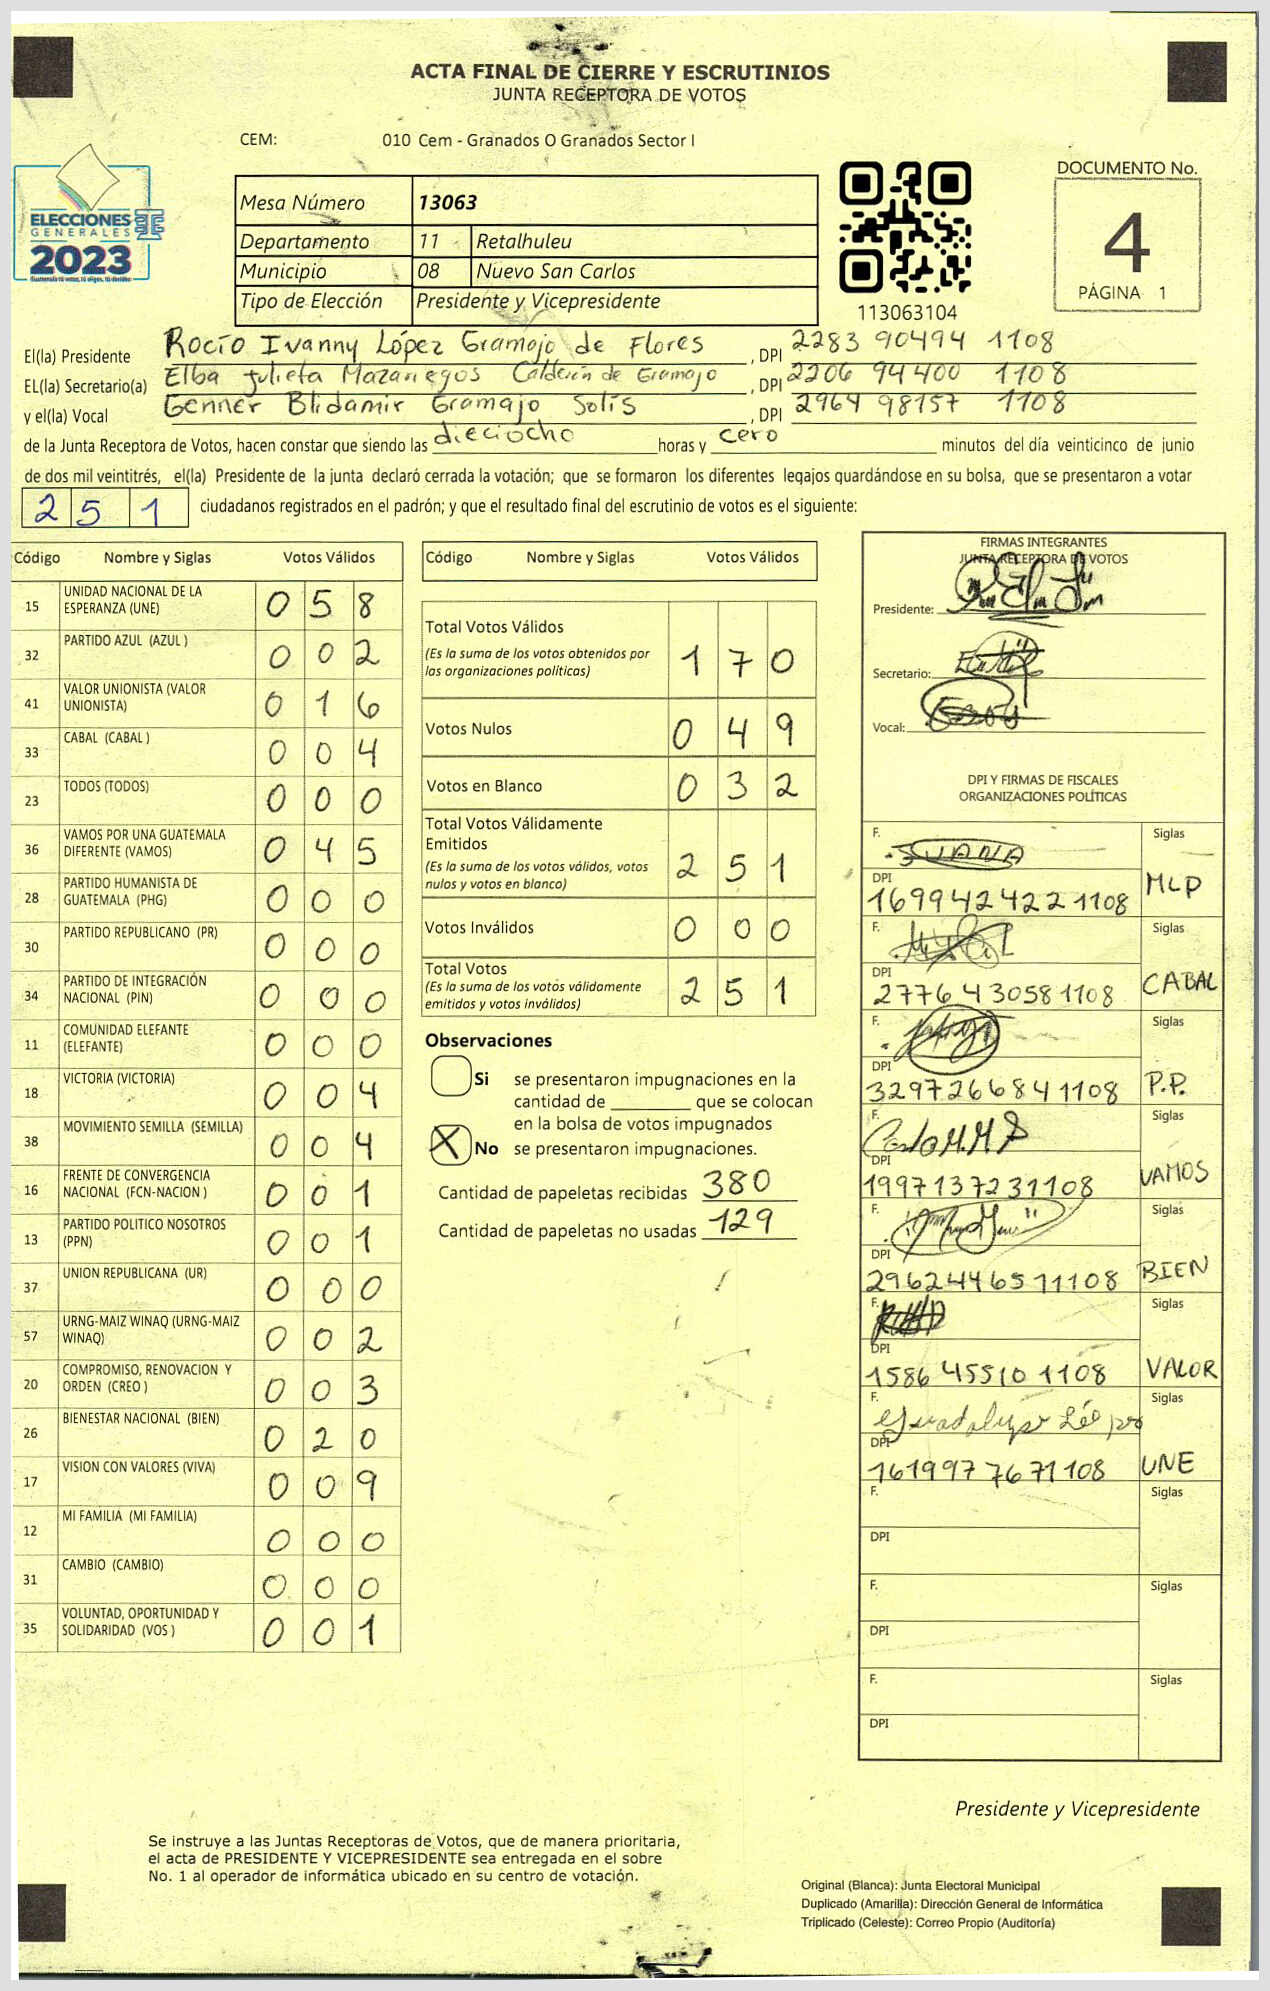 ACTA FINAL DE CIERRE Y ESCRUTINIOS
JUNTA RECEPTORA DE VOTOS
CEM: 010 Cem - Granados O Granados Sector I
ELECCIONES
GENERALES
2023
Mesa Número 13063
Departamento 11 Retalhuleu
Municipio 08 Nuevo San Carlos
Tipo de Elección Presidente y Vicepresidente
113063104
DOCUMENTO No.
4
PÁGINA 1
El(la) Presidente Rocío Ivanny López Gramajo de Flores , DPI 2283 90494 1108
EL(la) Secretario(a) Elba Julieta Mazariegos Calderón de Gramajo , DPI 2206 94400 1108
y el(la) Vocal Genner Blidamir Gramajo Solís , DPI 2964 98157 1108
de la Junta Receptora de Votos, hacen constar que siendo las dieciocho horas y cero minutos del día veinticinco de junio
de dos mil veintitrés, el(la) Presidente de la junta declaró cerrada la votación; que se formaron los diferentes legajos guardándose en su bolsa, que se presentaron a votar
251 ciudadanos registrados en el padrón; y que el resultado final del escrutinio de votos es el siguiente:
Código Nombre y Siglas Votos Válidos
15 UNIDAD NACIONAL DE LA ESPERANZA (UNE) 0 5 8
32 PARTIDO AZUL (AZUL ) 0 0 2
41 VALOR UNIONISTA (VALOR UNIONISTA) 0 1 6
33 CABAL (CABAL ) 0 0 4
23 TODOS (TODOS) 0 0 0
36 VAMOS POR UNA GUATEMALA DIFERENTE (VAMOS) 0 4 5
28 PARTIDO HUMANISTA DE GUATEMALA (PHG) 0 0 0
30 PARTIDO REPUBLICANO (PR) 0 0 0
34 PARTIDO DE INTEGRACIÓN NACIONAL (PIN) 0 0 0
11 COMUNIDAD ELEFANTE (ELEFANTE) 0 0 0
18 VICTORIA (VICTORIA) 0 0 4
38 MOVIMIENTO SEMILLA (SEMILLA) 0 0 4
16 FRENTE DE CONVERGENCIA NACIONAL (FCN-NACION ) 0 0 1
13 PARTIDO POLITICO NOSOTROS (PPN) 0 0 1
37 UNION REPUBLICANA (UR) 0 0 0
57 URNG-MAIZ WINAQ (URNG-MAIZ WINAQ) 0 0 2
20 COMPROMISO, RENOVACION Y ORDEN (CREO ) 0 0 3
26 BIENESTAR NACIONAL (BIEN) 0 2 0
17 VISION CON VALORES (VIVA) 0 0 9
12 MI FAMILIA (MI FAMILIA) 0 0 0
31 CAMBIO (CAMBIO) 0 0 0
35 VOLUNTAD, OPORTUNIDAD Y SOLIDARIDAD (VOS ) 0 0 1
Código Nombre y Siglas Votos Válidos
Total Votos Válidos 1 7 0
(Es la suma de los votos obtenidos por
las organizaciones políticas)
Votos Nulos 0 4 9
Votos en Blanco 0 3 2
Total Votos Válidamente
Emitidos 2 5 1
(Es la suma de los votos válidos, votos
nulos y votos en blanco)
Votos Inválidos 0 0 0
Total Votos 2 5 1
(Es la suma de los votos válidamente
emitidos y votos inválidos)
Observaciones
Si se presentaron impugnaciones en la
cantidad de ________ que se colocan
en la bolsa de votos impugnados
X No se presentaron impugnaciones.
Cantidad de papeletas recibidas 380
Cantidad de papeletas no usadas 129
FIRMAS INTEGRANTES
JUNTA RECEPTORA DE VOTOS
Presidente:
Secretario:
Vocal:
DPI Y FIRMAS DE FISCALES
ORGANIZACIONES POLÍTICAS
F. JUANA Siglas
DPI 1699424221108 MLP
F. Siglas
DPI 2776430581108 CABAL
F. Siglas
DPI 3297266841108 P.P.
F. Siglas
DPI 1997137231108 VAMOS
F. Siglas
DPI 2962446511108 BIEN
F. Siglas
DPI 1586455101108 VALOR
F. Guadalupe Siglas
DPI 1619977671108 UNE
F. Siglas
DPI
F. Siglas
DPI
F. Siglas
DPI
Presidente y Vicepresidente
Se instruye a las Juntas Receptoras de Votos, que de manera prioritaria,
el acta de PRESIDENTE Y VICEPRESIDENTE sea entregada en el sobre
No. 1 al operador de informática ubicado en su centro de votación.
Original (Blanca): Junta Electoral Municipal
Duplicado (Amarilla): Dirección General de Informática
Triplicado (Celeste): Correo Propio (Auditoría)